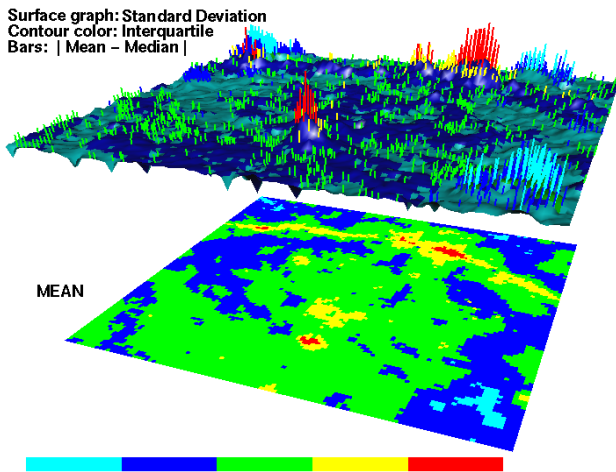 Surface graph: Standard Deviation
Contour color: Interquartile
Bars: | Mean – Median |
MEAN